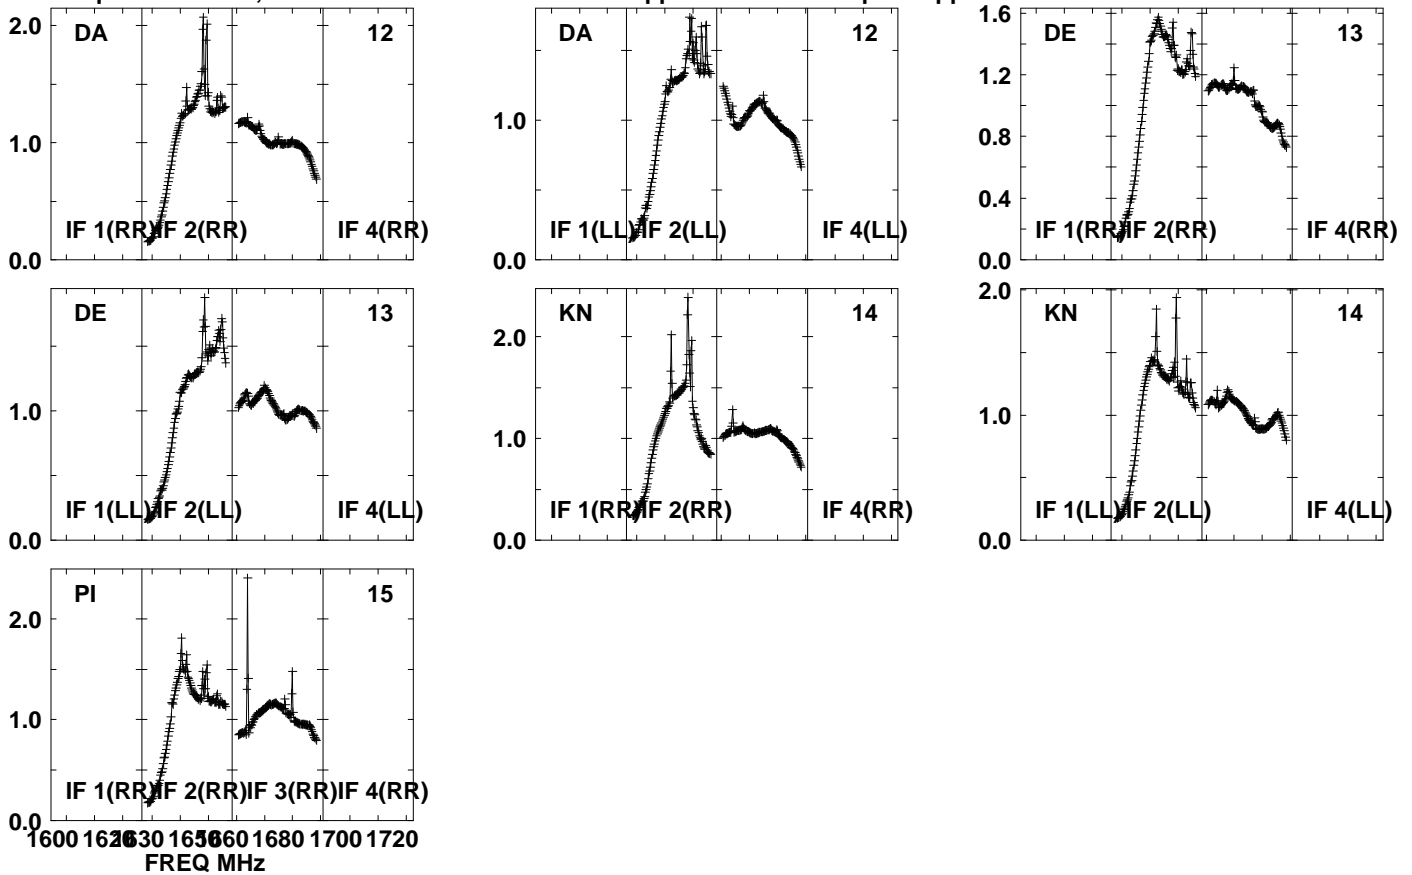 2.0 DA 12 DA 12 1.6 DE 13
1.2
1.0 1.0 0.8
0.4
IF 1(RR) IF 2(RR) IF 4(RR) IF 1(LL) IF 2(LL) IF 4(LL) IF 1(RR) IF 2(RR) IF 4(RR)
0.0 0.0 0.0
DE 13 KN 14 2.0 KN 14
2.0
1.0 1.0 1.0
IF 1(LL) IF 2(LL) IF 4(LL) IF 1(RR) IF 2(RR) IF 4(RR) IF 1(LL) IF 2(LL) IF 4(LL)
0.0 0.0 0.0
PI 15
2.0
1.0
IF 1(RR) IF 2(RR) IF 3(RR) IF 4(RR)
0.0
1600 1620 1630 1650 1660 1680 1700 1720
FREQ MHz